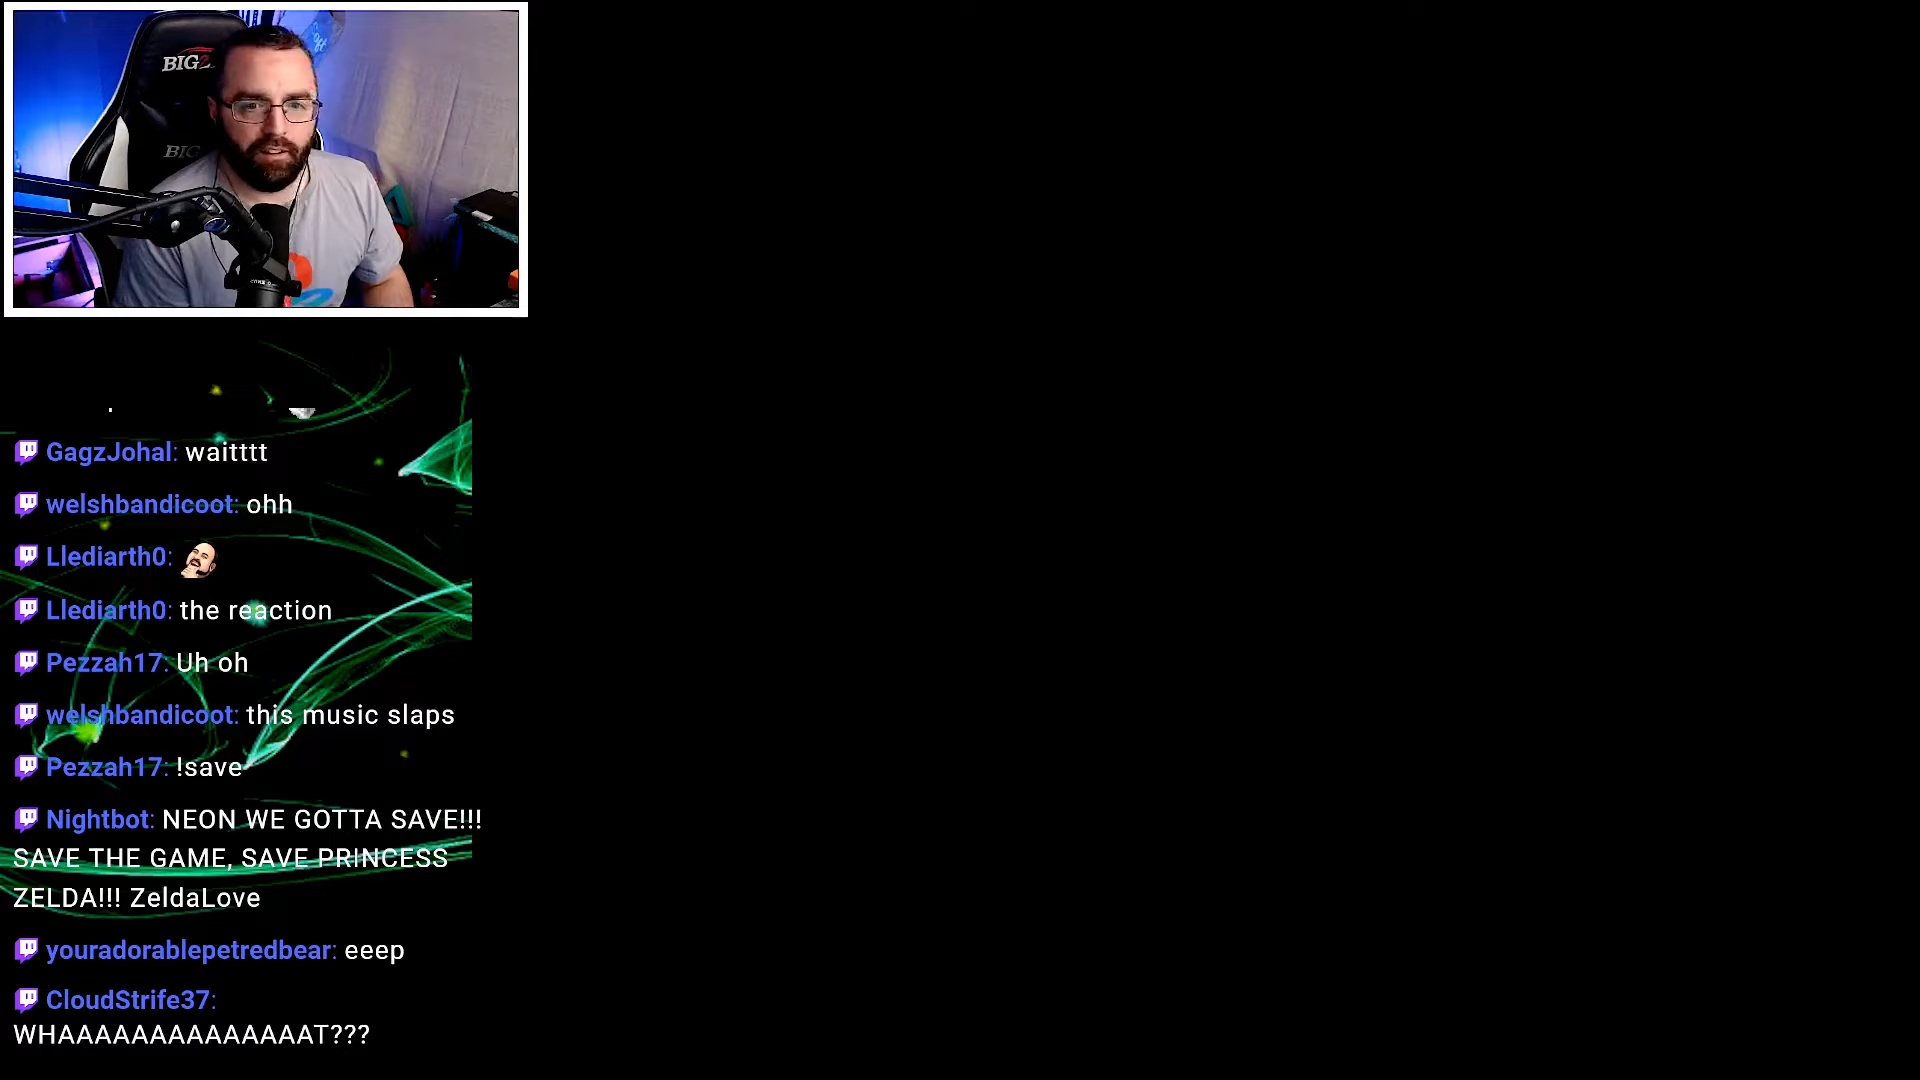 BIG
BIG
GagzJohal: waitttt
welshbandicoot: ohh
Llediarth0:
Llediarth0: the reaction
Pezzah17: Uh oh
welshbandicoot: this music slaps
Pezzah17: !save
Nightbot: NEON WE GOTTA SAVE!!!
SAVE THE GAME, SAVE PRINCESS
ZELDA!!! ZeldaLove
youradorablepetredbear: eeep
CloudStrife37:
WHAAAAAAAAAAAAAAT???